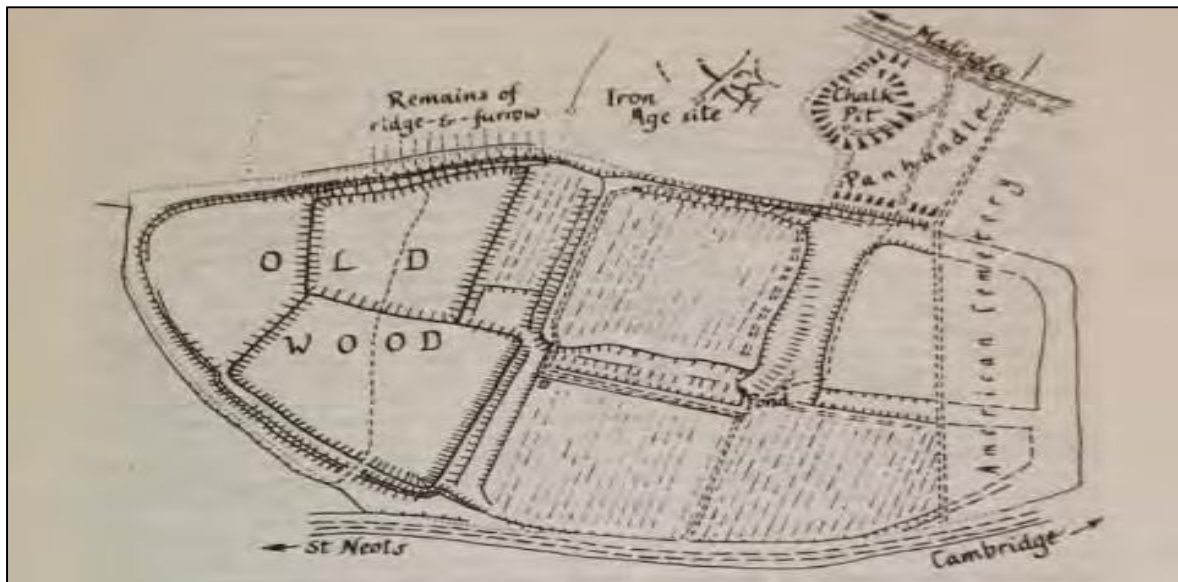 Madingley
Remains of
ridge-&-furrow
Iron
Age site
Chalk
Pit
Panhandle
OLD
WOOD
Pond
American Cemetery
St Neots
Cambridge